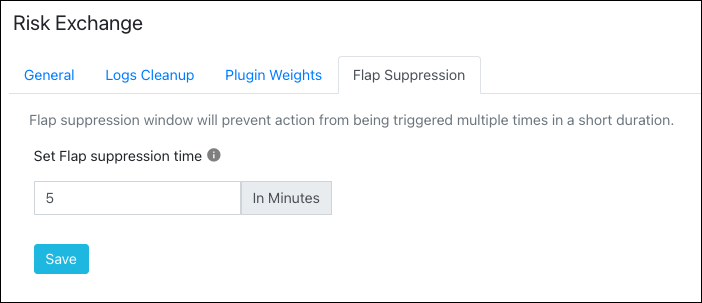 Risk Exchange
General Logs Cleanup Plugin Weights Flap Suppression
Flap suppression window will prevent action from being triggered multiple times in a short duration.
Set Flap suppression time
5 In Minutes
Save